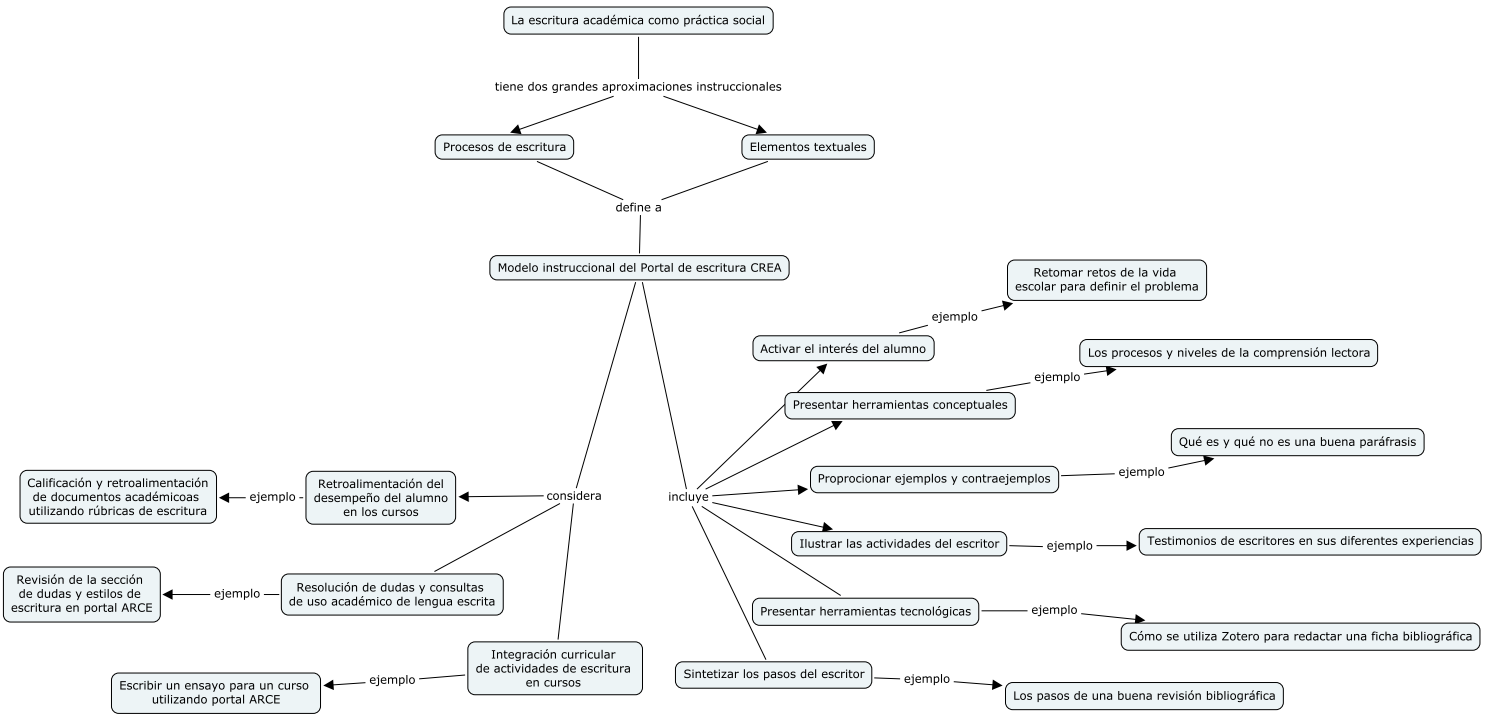 La escritura académica como práctica social
tiene dos grandes aproximaciones instruccionales
Procesos de escritura
Elementos textuales
define a
Modelo instruccional del Portal de escritura CREA
considera
Retroalimentación del
desempeño del alumno
en los cursos
ejemplo
Calificación y retroalimentación
de documentos académicoas
utilizando rúbricas de escritura
Resolución de dudas y consultas
de uso académico de lengua escrita
ejemplo
Revisión de la sección
de dudas y estilos de
escritura en portal ARCE
Integración curricular
de actividades de escritura
en cursos
ejemplo
Escribir un ensayo para un curso
utilizando portal ARCE
incluye
Activar el interés del alumno
ejemplo
Retomar retos de la vida
escolar para definir el problema
Presentar herramientas conceptuales
ejemplo
Los procesos y niveles de la comprensión lectora
Proprocionar ejemplos y contraejemplos
ejemplo
Qué es y qué no es una buena paráfrasis
Ilustrar las actividades del escritor
ejemplo
Testimonios de escritores en sus diferentes experiencias
Presentar herramientas tecnológicas
ejemplo
Cómo se utiliza Zotero para redactar una ficha bibliográfica
Sintetizar los pasos del escritor
ejemplo
Los pasos de una buena revisión bibliográfica